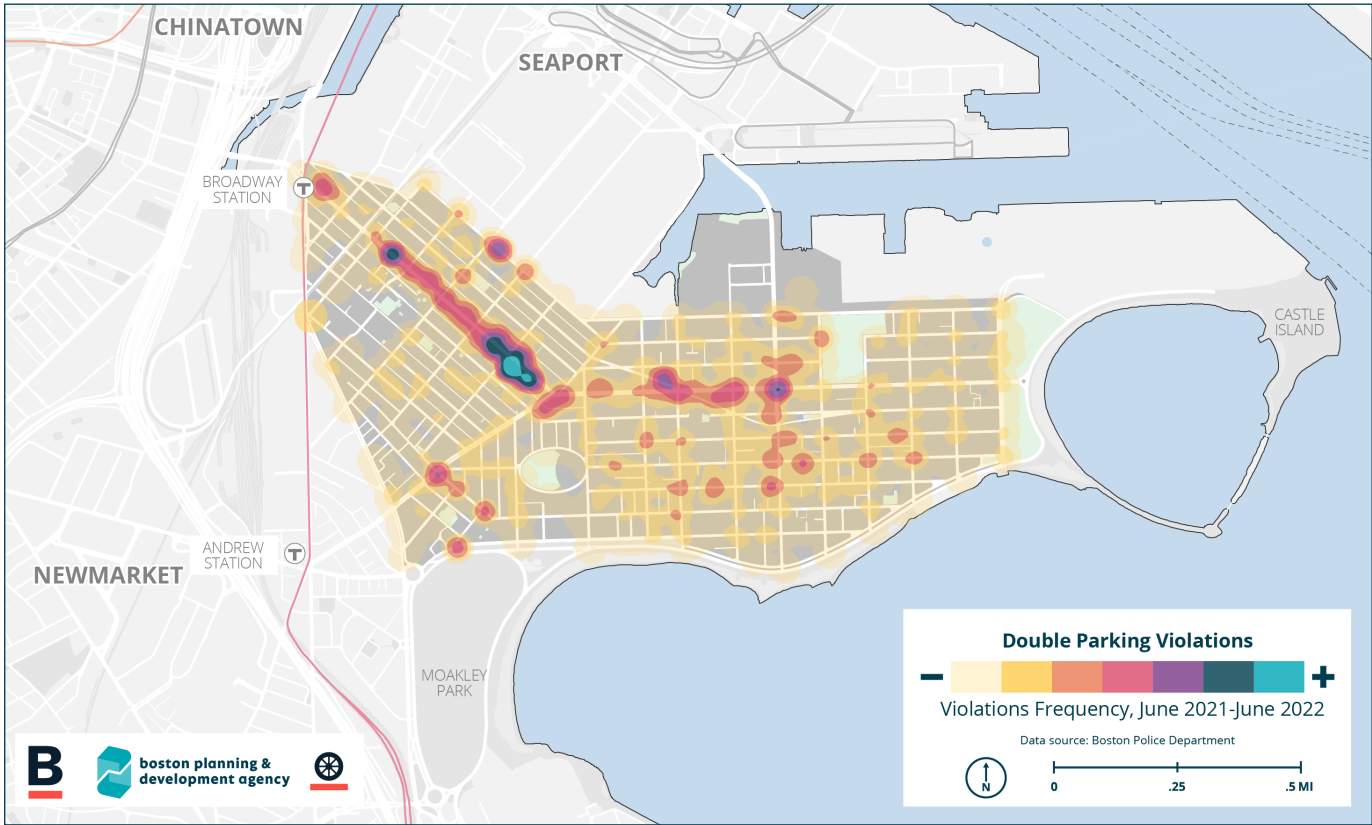 CHINATOWN
SEAPORT
BROADWAY
STATION
T
CASTLE
ISLAND
ANDREW
STATION
T
NEWMARKET
MOAKLEY
PARK
Double Parking Violations
− +
Violations Frequency, June 2021-June 2022
Data source: Boston Police Department
N
0 .25 .5 MI
B
boston planning &
development agency